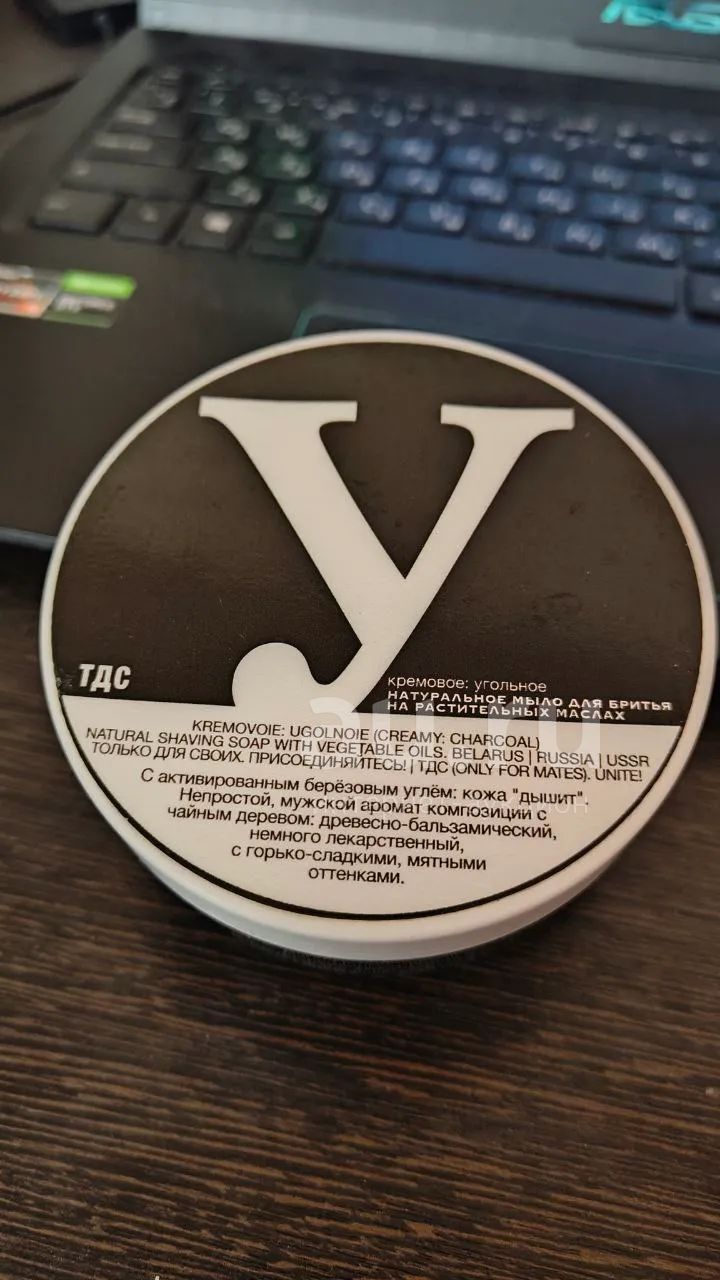 ASUS
У
ТДС
кремовое: угольное
НАТУРАЛЬНОЕ МЫЛО ДЛЯ БРИТЬЯ
НА РАСТИТЕЛЬНЫХ МАСЛАХ
KREMOVOIE: UGOLNOIE (CREAMY: CHARCOAL)
NATURAL SHAVING SOAP WITH VEGETABLE OILS. BELARUS | RUSSIA | USSR
ТОЛЬКО ДЛЯ СВОИХ. ПРИСОЕДИНЯЙТЕСЬ! | ТДС (ONLY FOR MATES). UNITE!
С активированным берёзовым углём: кожа "дышит".
Непростой, мужской аромат композиции с
чайным деревом: древесно-бальзамический,
немного лекарственный,
с горько-сладкими, мятными
оттенками.